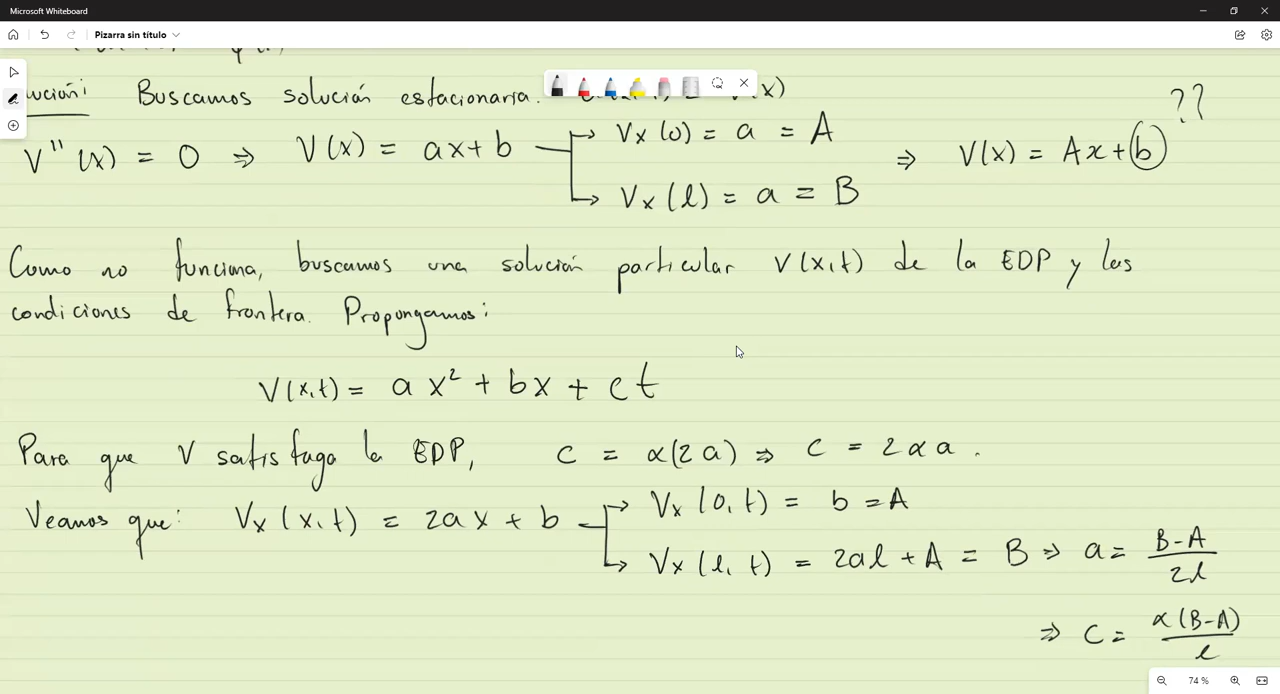 Microsoft Whiteboard
Pizarra sin título
ución: Buscamos solución estacionaria.
V''(x) = 0 ⇒ V(x) = ax+b → Vx(0) = a = A ⇒ V(x) = Ax+b ??
→ Vx(l) = a = B
Como no funciona, buscamos una solución particular V(x,t) de la EDP y las
condiciones de frontera. Propongamos:
V(x,t) = ax² + bx + ct
Para que V satisfaga la EDP, C = α(2a) ⇒ C = 2αa.
Veamos que: Vx(x,t) = 2ax + b → Vx(0,t) = b = A
→ Vx(l,t) = 2al + A = B ⇒ a = (B-A)/2l
⇒ C = α(B-A)/l
74 %